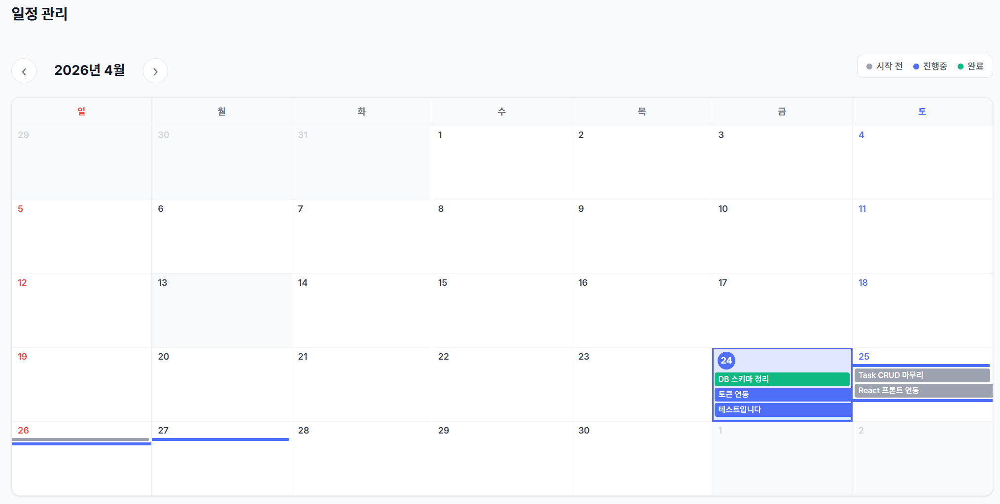 일정 관리
‹ 2026년 4월 ›
시작 전 진행중 완료
일 월 화 수 목 금 토
29 30 31 1 2 3 4
5 6 7 8 9 10 11
12 13 14 15 16 17 18
19 20 21 22 23 24 25
DB 스키마 정리
토큰 연동
테스트입니다
Task CRUD 마무리
React 프론트 연동
26 27 28 29 30 1 2